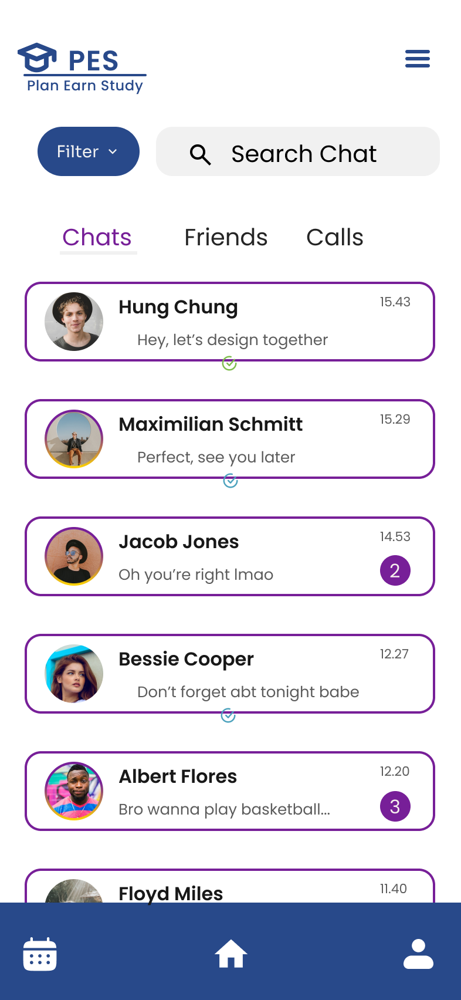 PES
Plan Earn Study
Filter
Search Chat
Chats Friends Calls
Hung Chung 15.43
Hey, let’s design together
Maximilian Schmitt 15.29
Perfect, see you later
Jacob Jones 14.53
Oh you’re right lmao 2
Bessie Cooper 12.27
Don’t forget abt tonight babe
Albert Flores 12.20
Bro wanna play basketball... 3
Floyd Miles 11.40